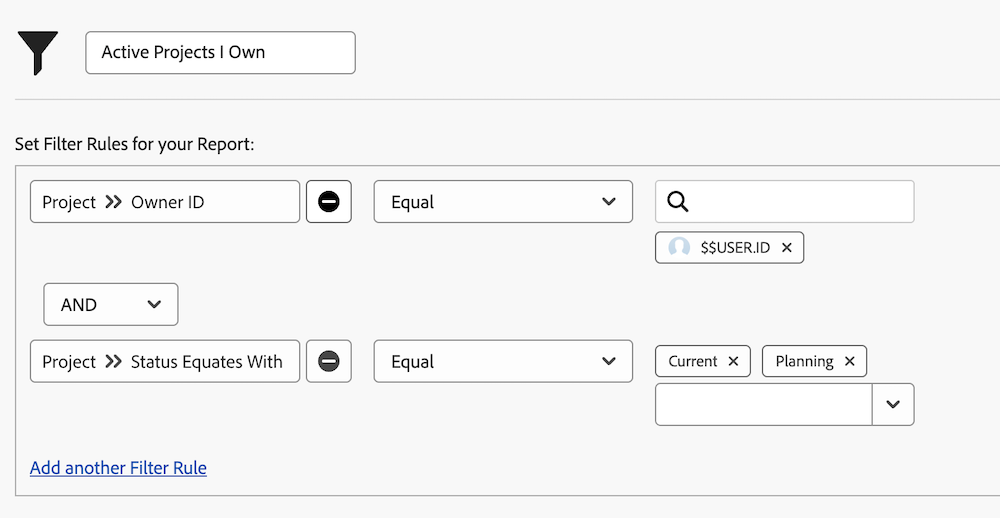 Active Projects I Own
Set Filter Rules for your Report:
Project >> Owner ID Equal
$$USER.ID ×
AND
Project >> Status Equates With Equal Current × Planning ×
Add another Filter Rule